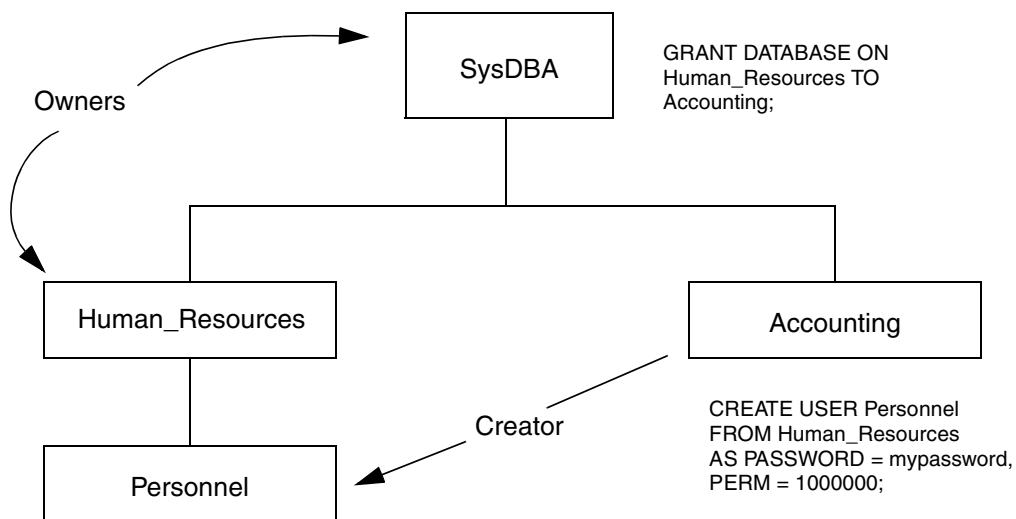 SysDBA
GRANT DATABASE ON
Human_Resources TO
Accounting;
Owners
Human_Resources
Accounting
Creator
CREATE USER Personnel
FROM Human_Resources
AS PASSWORD = mypassword,
PERM = 1000000;
Personnel